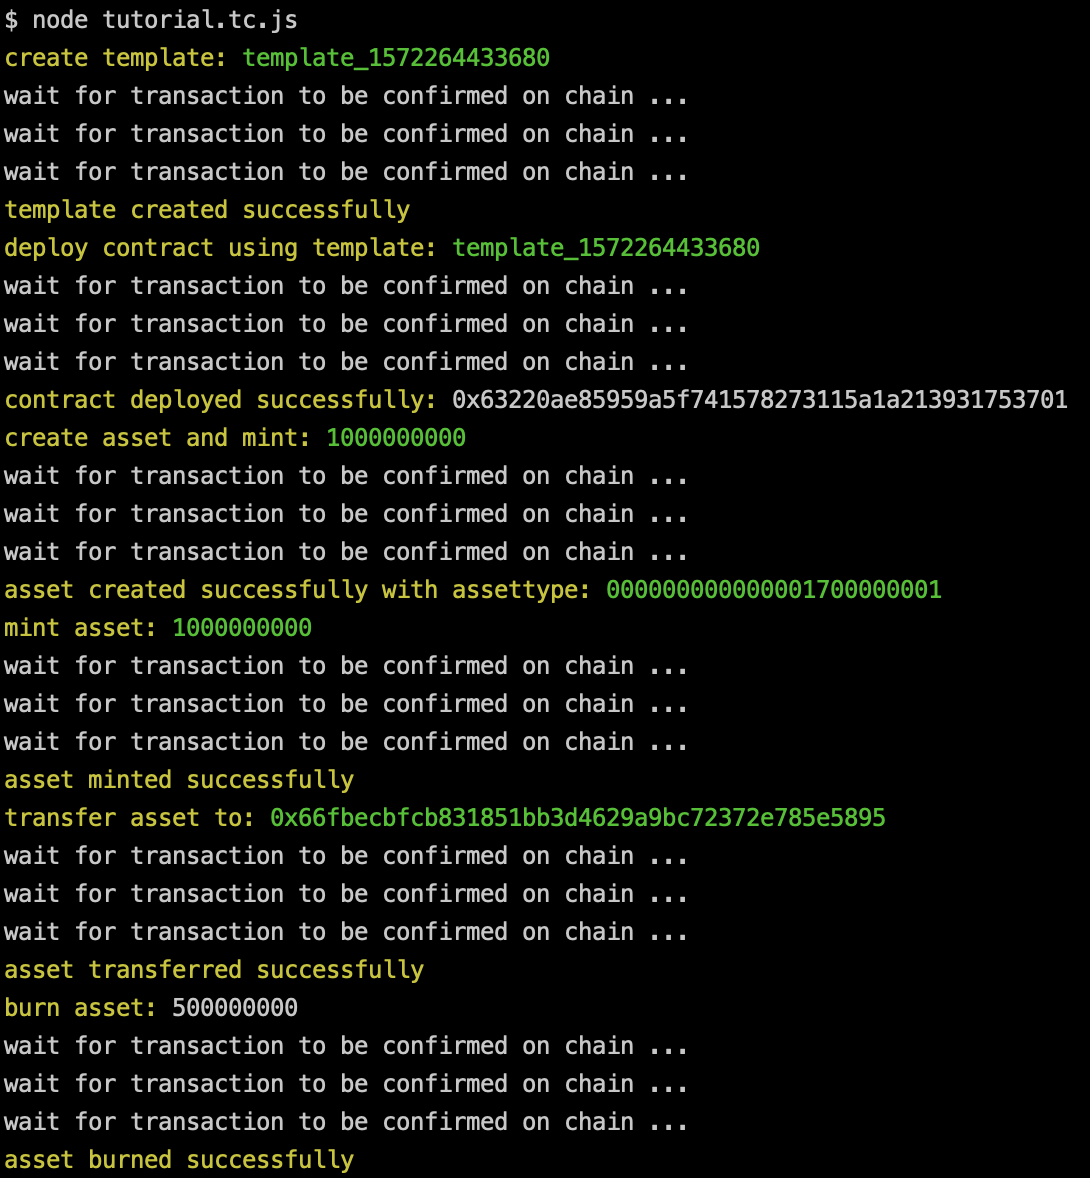 $ node tutorial.tc.js
create template: template_1572264433680
wait for transaction to be confirmed on chain ...
wait for transaction to be confirmed on chain ...
wait for transaction to be confirmed on chain ...
template created successfully
deploy contract using template: template_1572264433680
wait for transaction to be confirmed on chain ...
wait for transaction to be confirmed on chain ...
wait for transaction to be confirmed on chain ...
contract deployed successfully: 0x63220ae85959a5f741578273115a1a213931753701
create asset and mint: 1000000000
wait for transaction to be confirmed on chain ...
wait for transaction to be confirmed on chain ...
wait for transaction to be confirmed on chain ...
asset created successfully with assettype: 000000000000001700000001
mint asset: 1000000000
wait for transaction to be confirmed on chain ...
wait for transaction to be confirmed on chain ...
wait for transaction to be confirmed on chain ...
asset minted successfully
transfer asset to: 0x66fbecbfcb831851bb3d4629a9bc72372e785e5895
wait for transaction to be confirmed on chain ...
wait for transaction to be confirmed on chain ...
wait for transaction to be confirmed on chain ...
asset transferred successfully
burn asset: 500000000
wait for transaction to be confirmed on chain ...
wait for transaction to be confirmed on chain ...
wait for transaction to be confirmed on chain ...
asset burned successfully